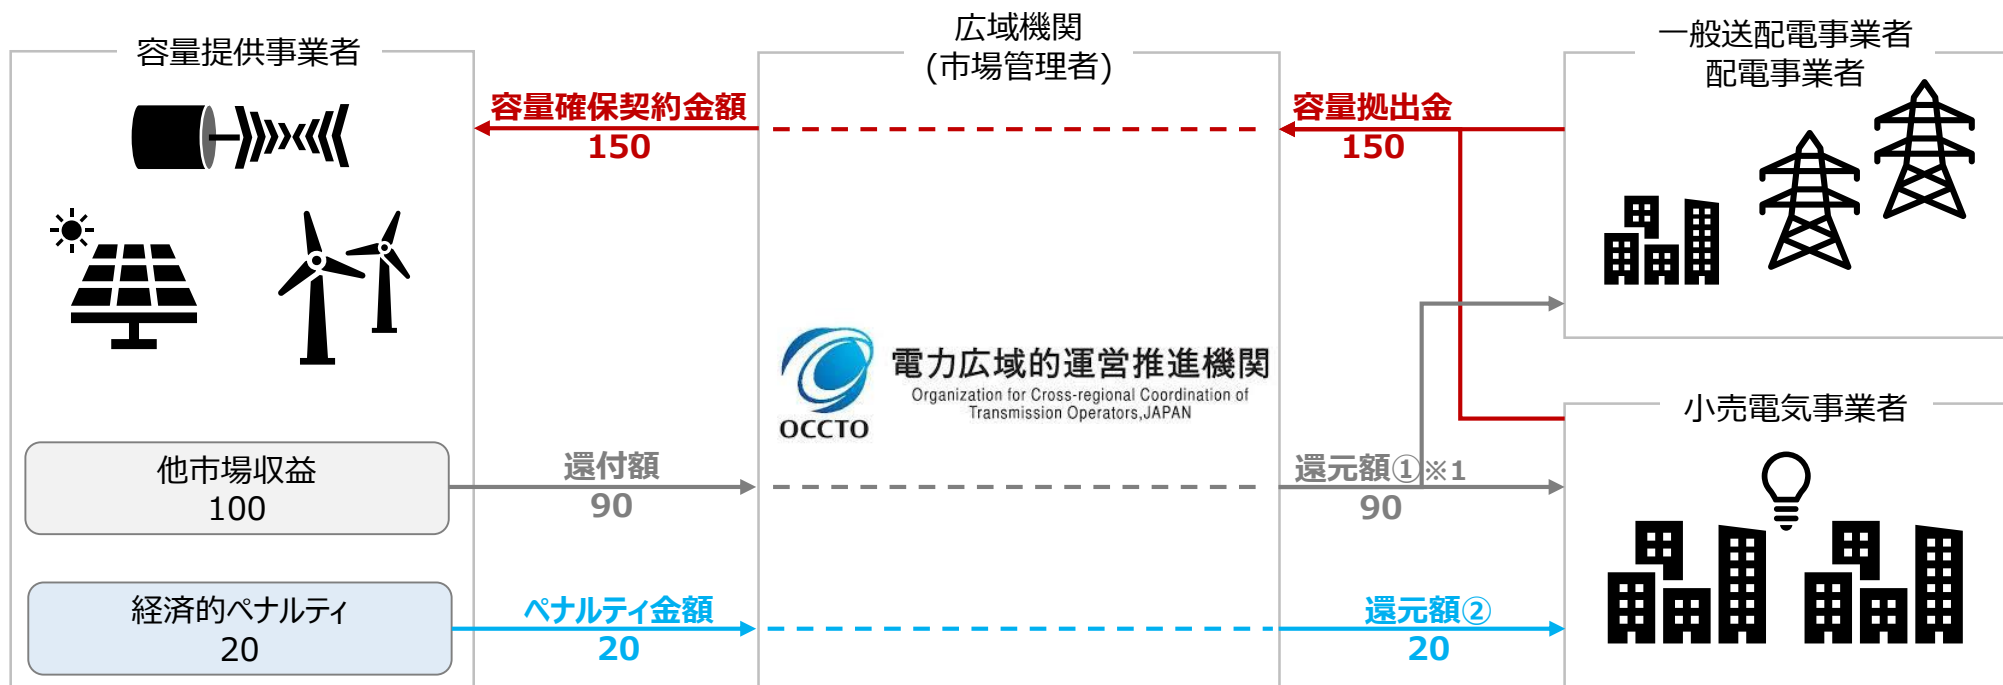 容量提供事業者
広域機関
(市場管理者)
一般送配電事業者
配電事業者
容量確保契約金額
150
容量拠出金
150
電力広域的運営推進機関
Organization for Cross-regional Coordination of
Transmission Operators,JAPAN
OCCTO
小売電気事業者
他市場収益
100
還付額
90
還元額①※1
90
経済的ペナルティ
20
ペナルティ金額
20
還元額②
20